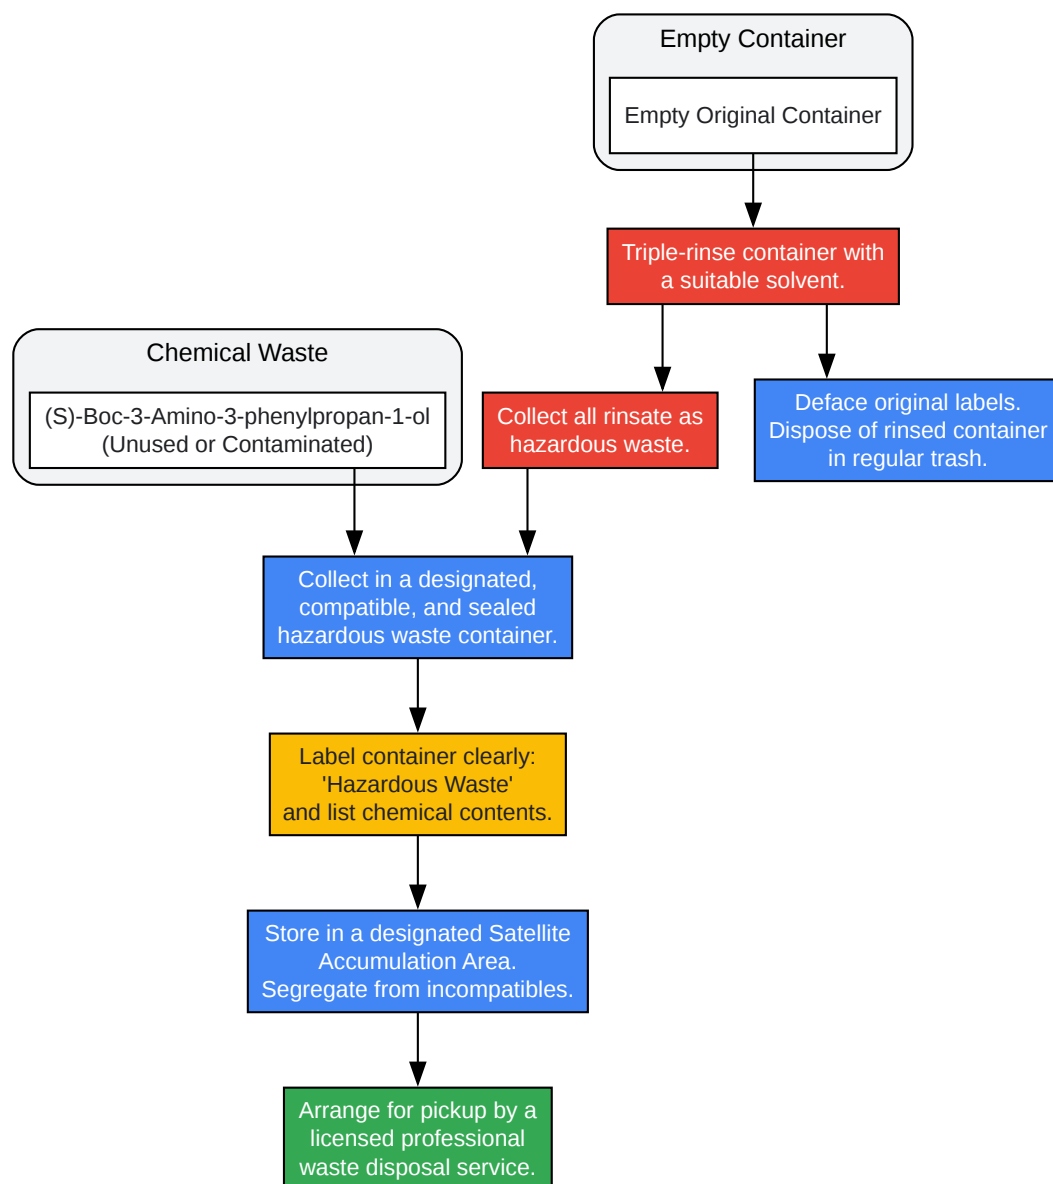 Empty Container
Empty Original Container
Triple-rinse container with
a suitable solvent.
Chemical Waste
(S)-Boc-3-Amino-3-phenylpropan-1-ol
(Unused or Contaminated)
Collect all rinsate as
hazardous waste.
Deface original labels.
Dispose of rinsed container
in regular trash.
Collect in a designated,
compatible, and sealed
hazardous waste container.
Label container clearly:
'Hazardous Waste'
and list chemical contents.
Store in a designated Satellite
Accumulation Area.
Segregate from incompatibles.
Arrange for pickup by a
licensed professional
waste disposal service.